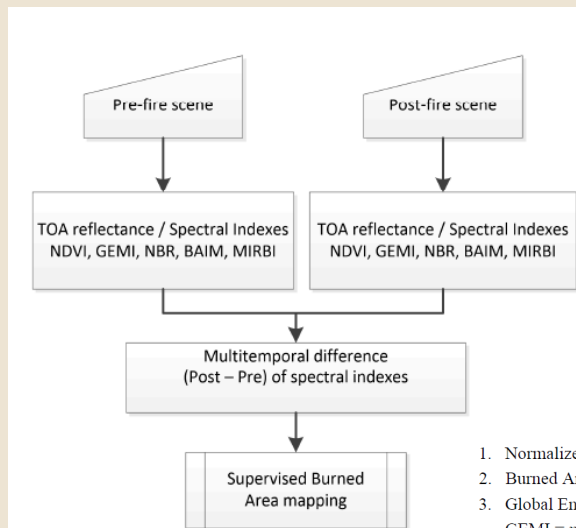 Pre-fire scene
Post-fire scene
TOA reflectance / Spectral Indexes
NDVI, GEMI, NBR, BAIM, MIRBI
TOA reflectance / Spectral Indexes
NDVI, GEMI, NBR, BAIM, MIRBI
Multitemporal difference
(Post – Pre) of spectral indexes
Supervised Burned
Area mapping
1. Normalize
2. Burned Ar
3. Global En